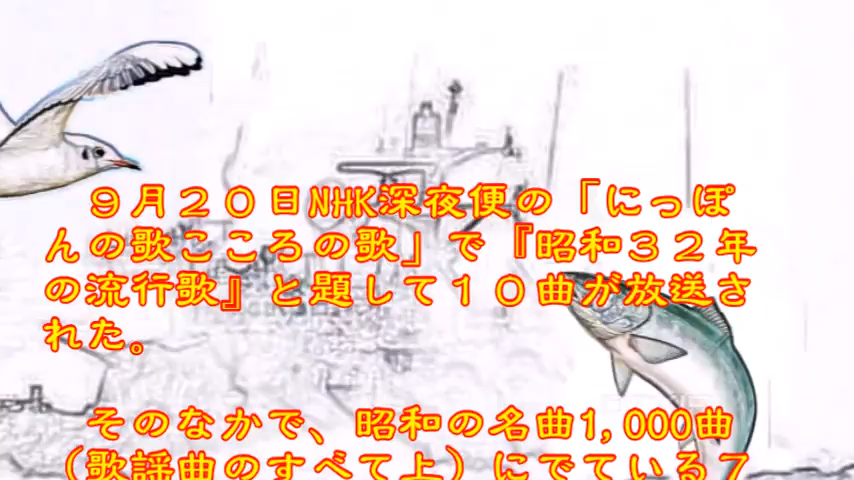 ９月２０日NHK深夜便の「にっぽ
んの歌こころの歌」で『昭和３２年
の流行歌』と題して１０曲が放送さ
れた。
そのなかで、昭和の名曲1,000曲
（歌謡曲のすべて上）にでている７